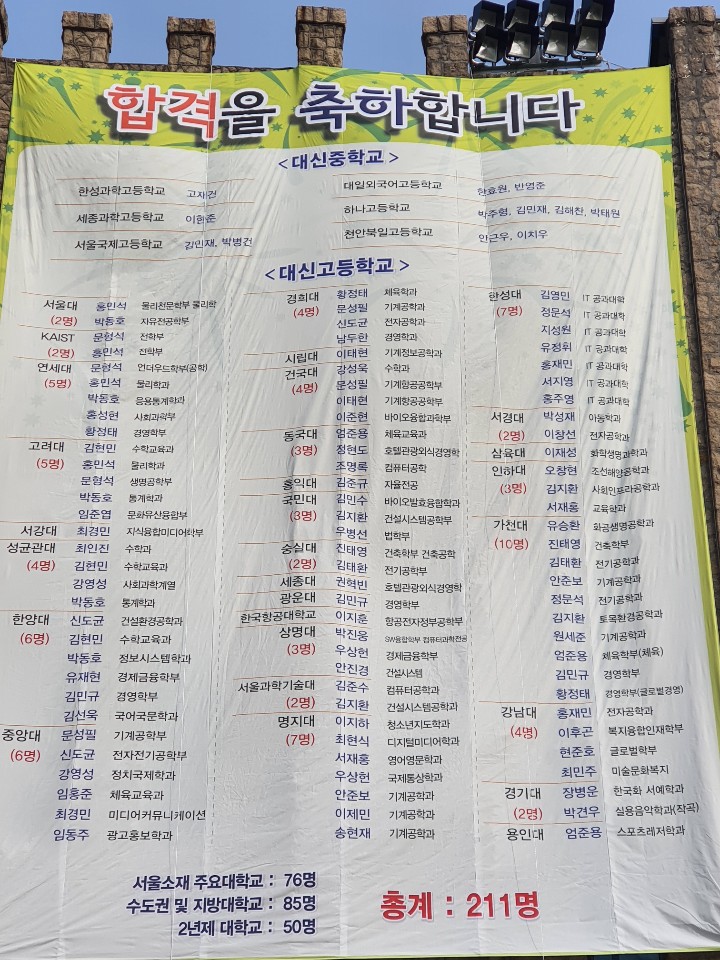 합격을 축하합니다
<대신중학교>
한성과학고등학교 고재건
세종과학고등학교 이현준
서울국제고등학교 김민재, 박병건
대일외국어고등학교 한효원, 반영준
하나고등학교 박주형, 김민재, 김해찬, 박태원
천안북일고등학교 안근우, 이치우
<대신고등학교>
서울대 홍민석 물리천문학부 물리학
(2명) 박동호 자유전공학부
KAIST 문형석 전학부
(2명) 홍민석 전학부
연세대 문형석 언더우드학부(공학)
(5명) 홍민석 물리학과
박동호 응용통계학과
홍성현 사회과학부
황정태 경영학부
고려대 김현민 수학교육과
(5명) 홍민석 물리학과
문형석 생명공학부
박동호 통계학과
임준엽 문화유산융합부
서강대 최경민 지식융합미디어학부
성균관대 최인진 수학과
(4명) 김현민 수학교육과
강영성 사회과학계열
박동호 통계학과
한양대 신도균 건설환경공학과
(6명) 김현민 수학교육과
박동호 정보시스템학과
유재현 경제금융학부
김민규 경영학부
김선욱 국어국문학과
중앙대 문성필 기계공학부
(6명) 신도균 전자전기공학부
강영성 정치국제학과
임홍준 체육교육과
최경민 미디어커뮤니케이션
임동주 광고홍보학과
경희대 황정태 체육학과
(4명) 문성필 기계공학과
신도균 전자공학과
남두한 경영학과
시립대 이태현 기계정보공학과
건국대 강성욱 수학과
(4명) 문성필 기계항공공학부
이태현 기계항공공학부
이준현 바이오융합과학부
동국대 엄준용 체육교육과
(3명) 정현도 호텔관광외식경영학
조명록 컴퓨터공학
홍익대 김준규 자율전공
국민대 김민수 바이오발효융합학과
(3명) 김지환 건설시스템공학부
우병선 법학부
숭실대 진태영 건축학부 건축공학
(2명) 김태환 전기공학부
세종대 권혁빈 호텔관광외식경영학
광운대 김민규 경영학부
한국항공대학교 이지훈 항공전자정부공학부
상명대 박진웅 SW융합학부 컴퓨터과학전공
(3명) 우상헌 경제금융학부
안진경 건설시스템
서울과학기술대 김준수 컴퓨터공학과
(2명) 김지환 건설시스템공학과
명지대 이지하 청소년지도학과
(7명) 최현식 디지털미디어학과
서재홍 영어영문학과
우상헌 국제통상학과
안준보 기계공학과
이제민 기계공학과
송현재 기계공학과
한성대 김영민 IT 공과대학
(7명) 정문석 IT 공과대학
지성원 IT 공과대학
유정휘 IT 공과대학
홍재민 IT 공과대학
서지영 IT 공과대학
홍주영 IT 공과대학
서경대 박성재 아동학과
(2명) 이창선 전자공학과
삼육대 이재성 화학생명과학과
인하대 오창현 조선해양공학과
(3명) 김지환 사회인프라공학과
서재홍 교육학과
가천대 유승환 화공생명공학과
(10명) 진태영 건축학부
김태환 전기공학과
안준보 기계공학과
정문석 전기공학과
김지환 토목환경공학과
원세준 기계공학과
엄준용 체육학부(체육)
김민규 경영학부
황정태 경영학부(글로벌경영)
강남대 홍재민 전자공학과
(4명) 이후곤 복지융합인재학부
현준호 글로벌학부
최민주 미술문화복지
경기대 장병운 한국화 서예학과
(2명) 박견우 실용음악학과(작곡)
용인대 엄준용 스포츠레저학과
서울소재 주요대학교 : 76명
수도권 및 지방대학교 : 85명
2년제 대학교 : 50명
총계 : 211명